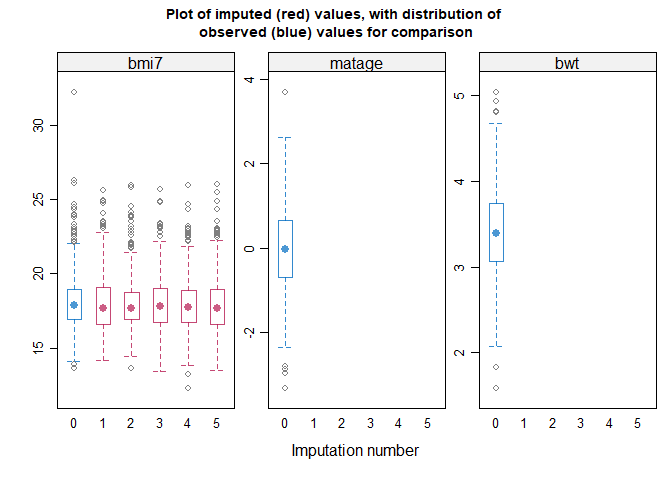 Plot of imputed (red) values, with distribution of
observed (blue) values for comparison
bmi7
matage
bwt
30
25
20
15
4
2
0
-2
5
4
3
2
0 1 2 3 4 5
0 1 2 3 4 5
0 1 2 3 4 5
Imputation number